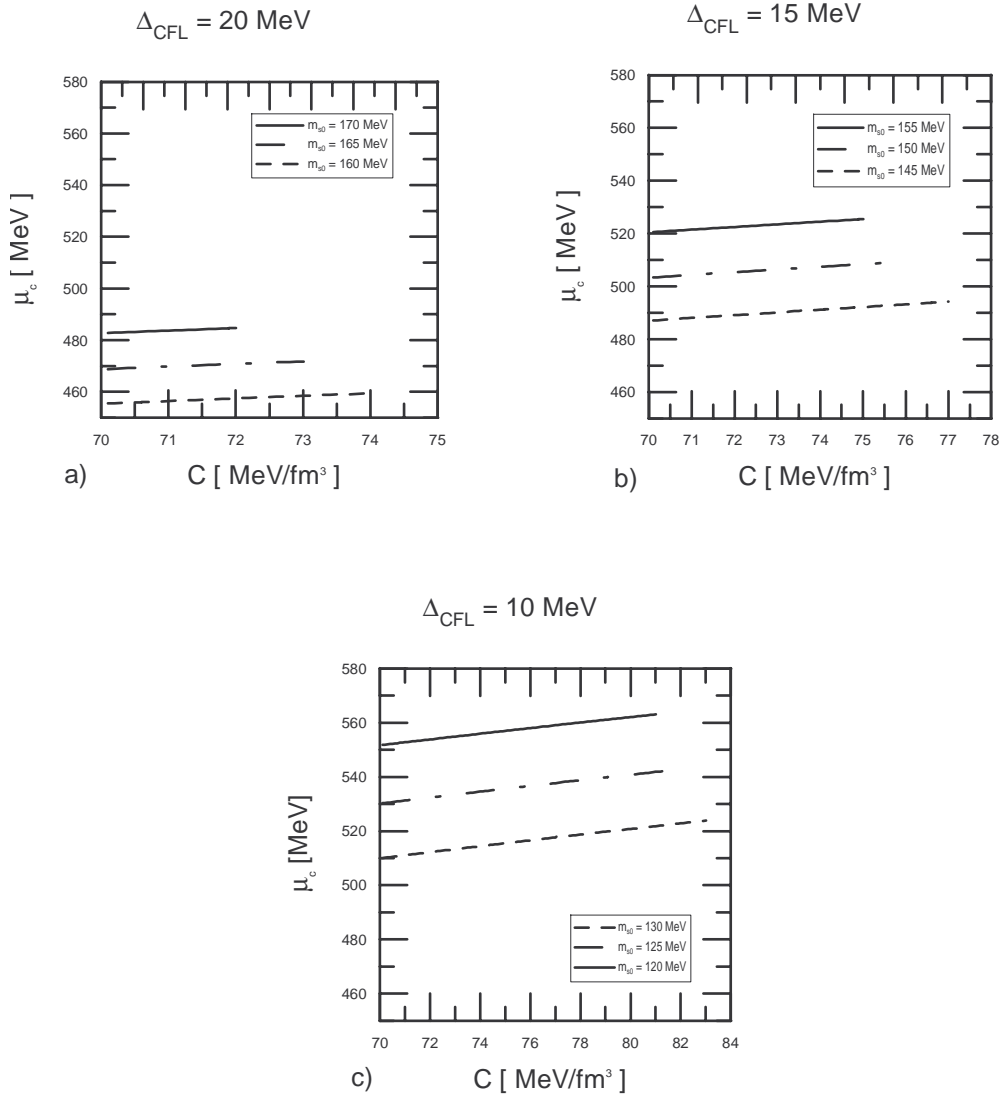 Δ_CFL = 20 MeV
580
560
540
520
500
480
460
μ_c [ MeV]
m_s0 = 170 MeV
m_s0 = 165 MeV
m_s0 = 160 MeV
70 71 72 73 74 75
a) C [ MeV/fm³ ]
Δ_CFL = 15 MeV
580
560
540
520
500
480
460
μ_c [ MeV]
m_s0 = 155 MeV
m_s0 = 150 MeV
m_s0 = 145 MeV
70 71 72 73 74 75 76 77 78
b) C [ MeV/fm³ ]
Δ_CFL = 10 MeV
580
560
540
520
500
480
460
μ_c [ MeV]
m_s0 = 130 MeV
m_s0 = 125 MeV
m_s0 = 120 MeV
70 72 74 76 78 80 82 84
c) C [ MeV/fm³ ]